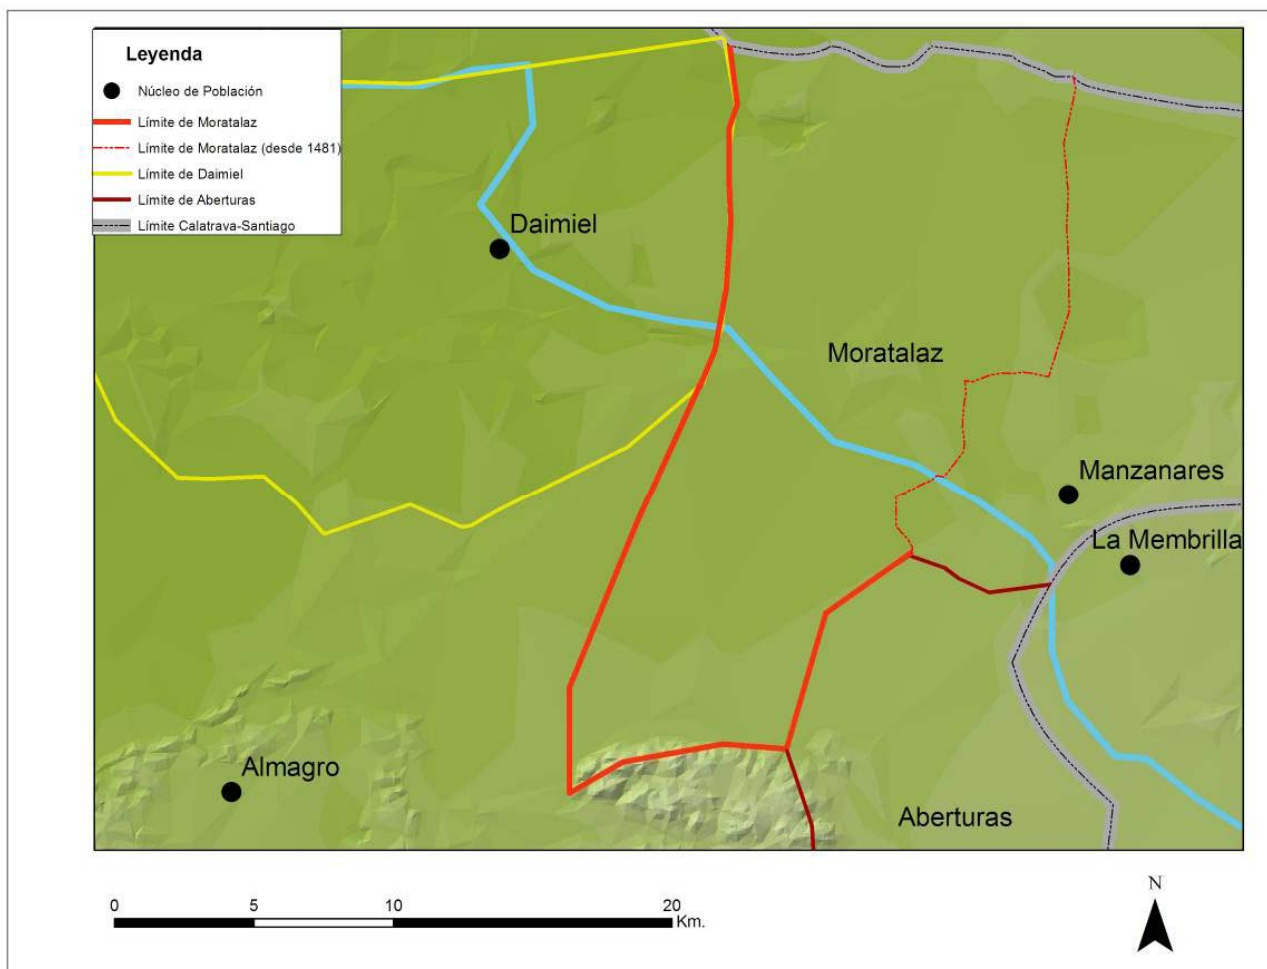 Leyenda
Núcleo de Población
Límite de Moratalaz
Límite de Moratalaz (desde 1481)
Límite de Daimiel
Límite de Aberturas
Límite Calatrava-Santiago
Daimiel
Moratalaz
Manzanares
La Membrilla
Almagro
Aberturas
N
0 5 10 20
Km.